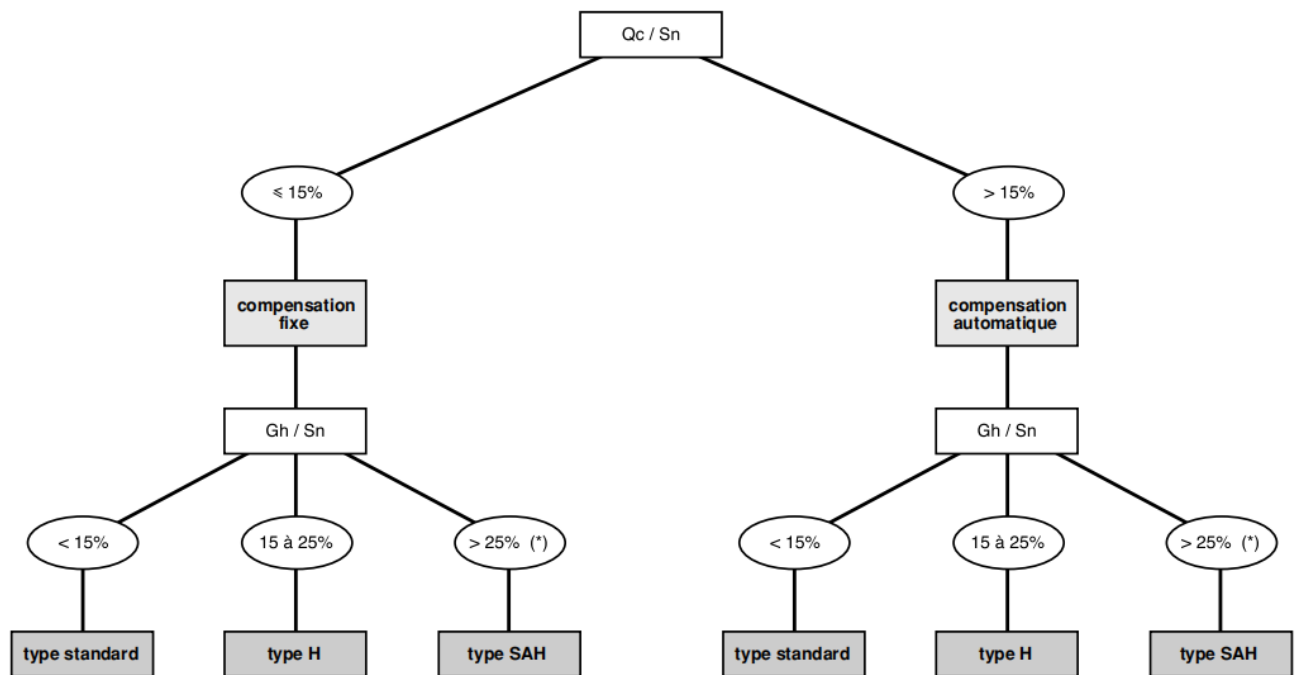 Qc / Sn
⩽ 15%
> 15%
compensation
fixe
compensation
automatique
Gh / Sn
Gh / Sn
< 15%
15 à 25%
> 25% (*)
< 15%
15 à 25%
> 25% (*)
type standard
type H
type SAH
type standard
type H
type SAH